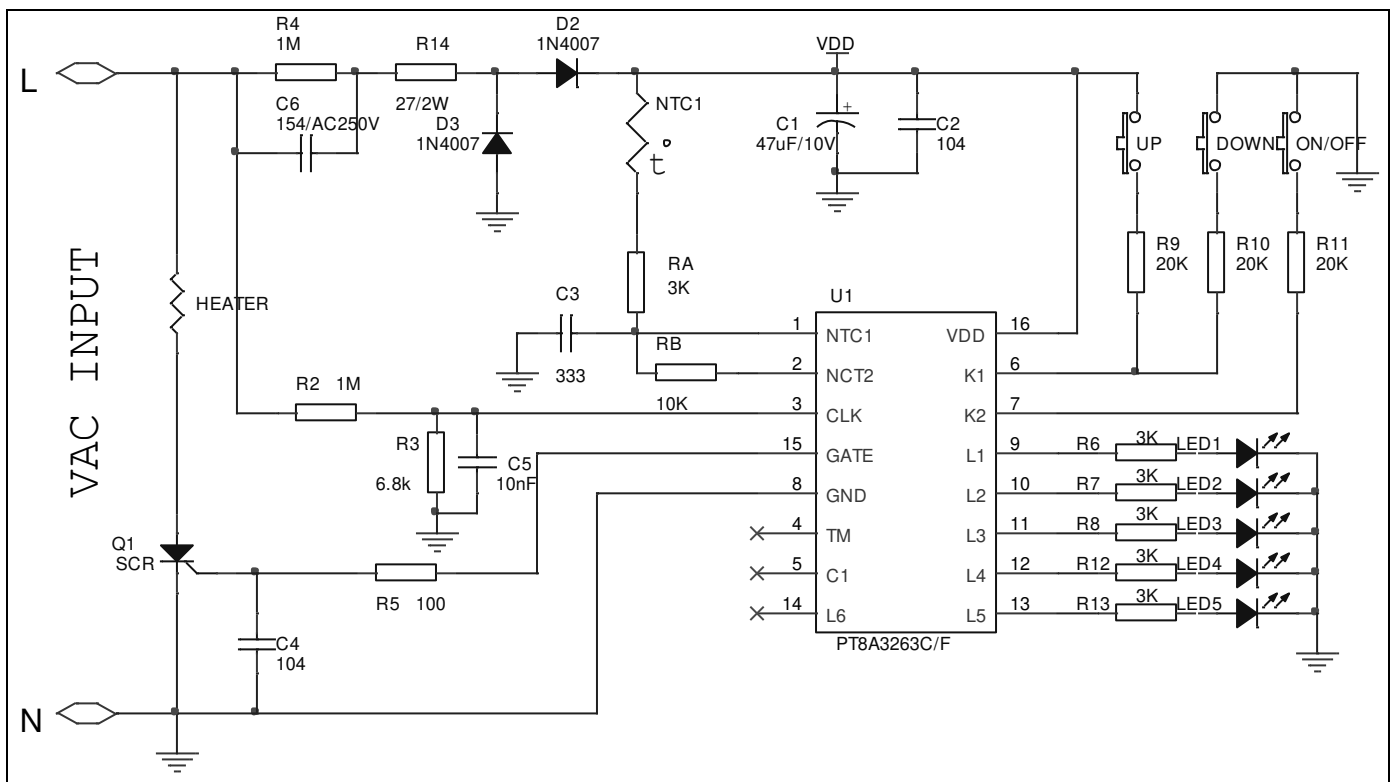 R4
1M
R14
D2
1N4007
VDD
L
C6
154/AC250V
27/2W
D3
1N4007
NTC1
t°
C1
+
47uF/10V
C2
104
UP
DOWN
ON/OFF
VAC INPUT
HEATER
RA
3K
R9
20K
R10
20K
R11
20K
C3
333
RB
10K
U1
1
NTC1
VDD
16
2
NCT2
K1
6
3
CLK
K2
7
15
GATE
L1
9
8
GND
L2
10
4
TM
L3
11
5
C1
L4
12
14
L6
L5
13
PT8A3263C/F
R2 1M
R3
6.8k
C5
10nF
R6
3K
LED1
R7
3K
LED2
R8
3K
LED3
R12
3K
LED4
R13
3K
LED5
Q1
SCR
R5 100
C4
104
N